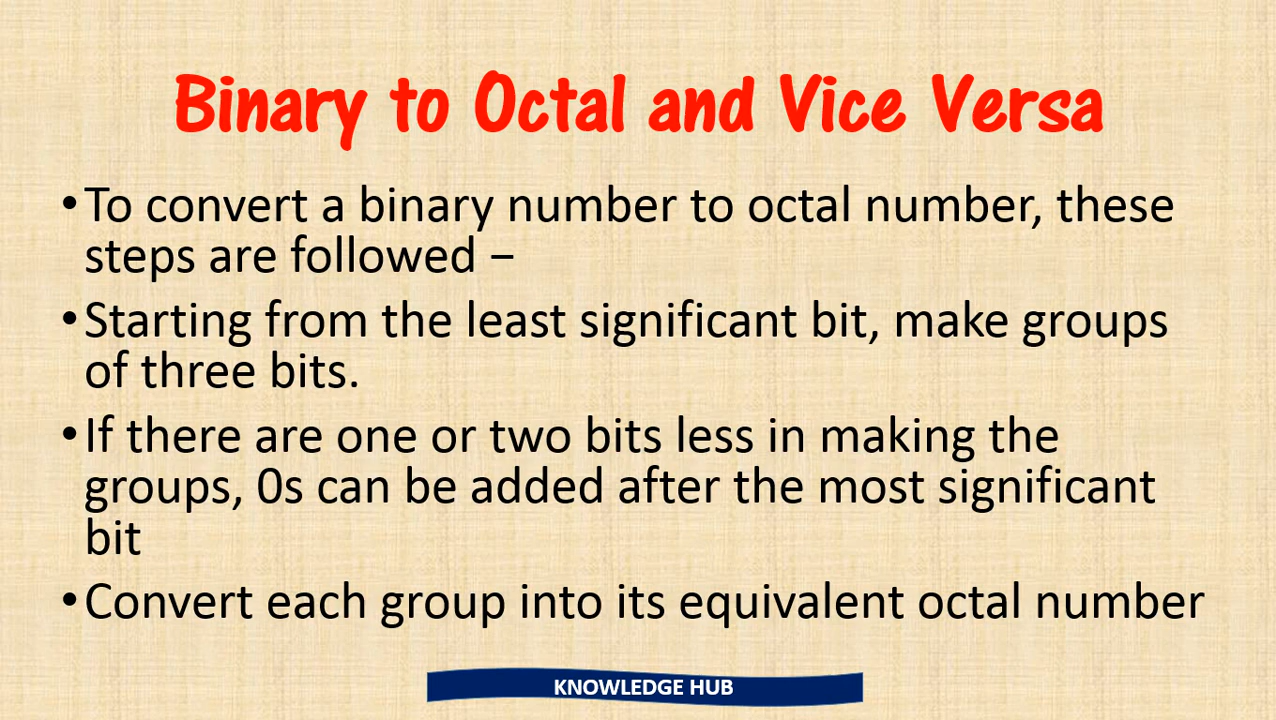 Binary to Octal and Vice Versa
•To convert a binary number to octal number, these
steps are followed −
•Starting from the least significant bit, make groups
of three bits.
•If there are one or two bits less in making the
groups, 0s can be added after the most significant
bit
•Convert each group into its equivalent octal number
KNOWLEDGE HUB